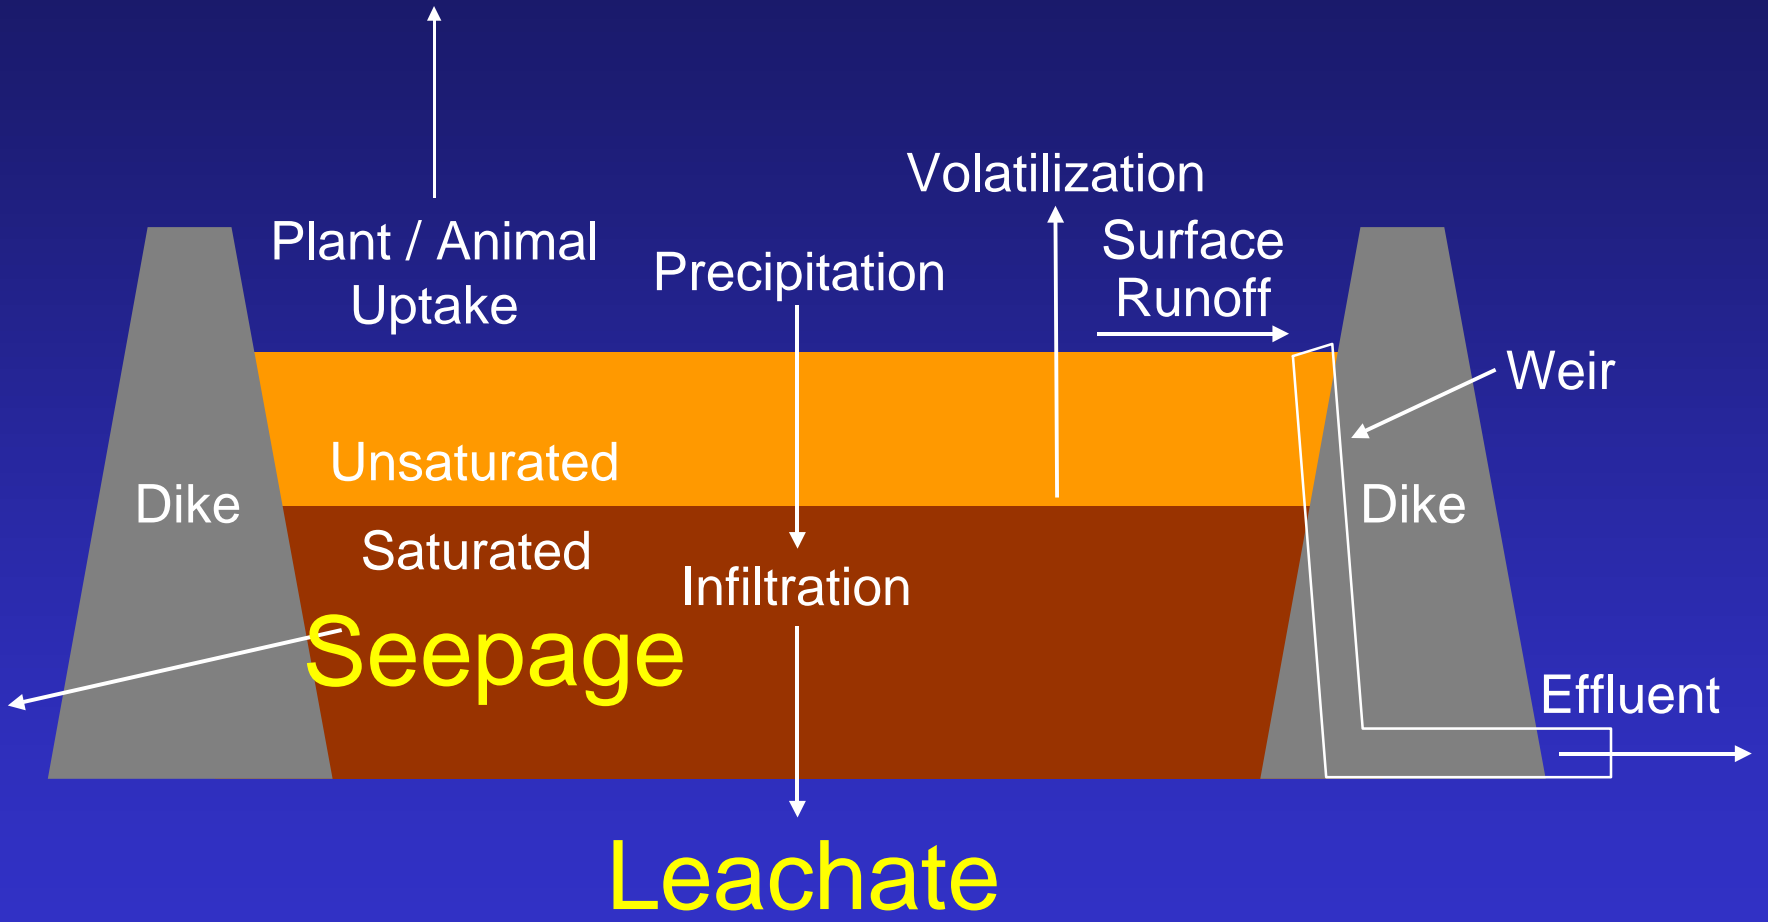 Volatilization
Plant / Animal
Uptake
Precipitation
Surface
Runoff
Weir
Unsaturated
Dike
Dike
Saturated
Infiltration
Seepage
Effluent
Leachate